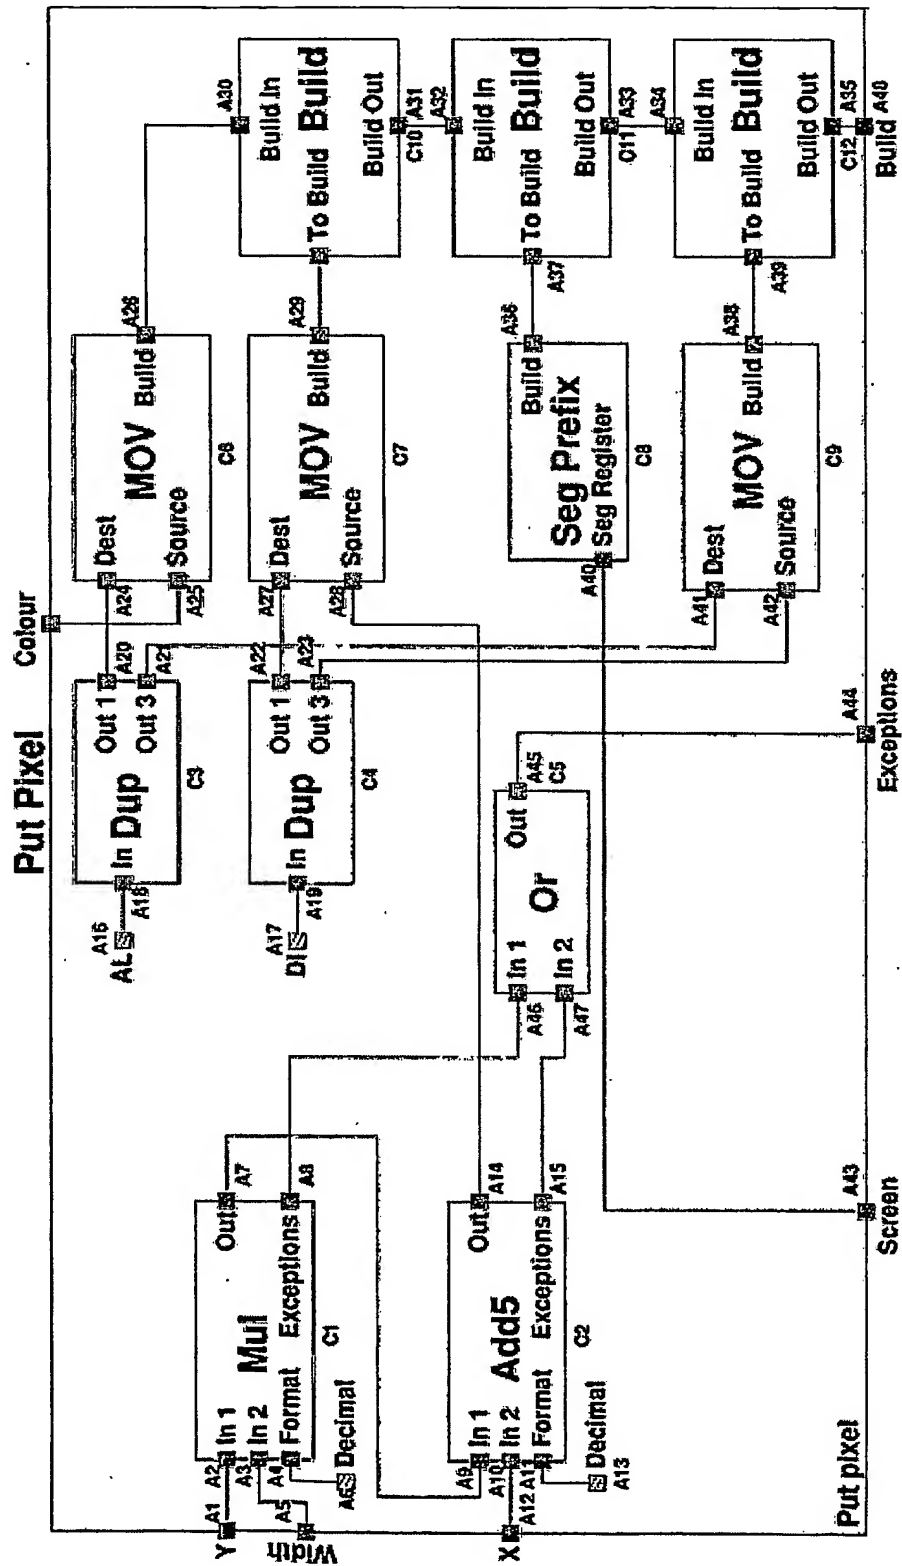 Put Pixel
Colour
Y
A1
A2
In 1
Mul
Out
A7
Width
A5
A3
In 2
A4
Format
Exceptions
A8
A6
Decimal
C1
X
A12
A9
In 1
Add5
Out
A14
A10
In 2
A11
Format
Exceptions
A15
Decimal
A13
C2
AL
A16
A18
In
Dup
Out 1
A20
Out 3
A21
C3
DI
A17
A19
In
Dup
Out 1
A22
Out 3
A23
C4
A46
In 1
A47
In 2
Or
Out
A45
C5
A24
Dest
MOV
Build
A26
A25
Source
C6
A27
Dest
MOV
Build
A29
A28
Source
C7
Seg Prefix
Build
A36
A40
Seg Register
C8
A41
Dest
MOV
Build
A38
A42
Source
C9
A30
Build In
To Build
Build
Build Out
C10
A31
A32
Build In
A37
To Build
Build
Build Out
C11
A33
A34
Build In
A39
To Build
Build
Build Out
C12
A35
A40
Build
Put pixel
A43
Screen
A44
Exceptions